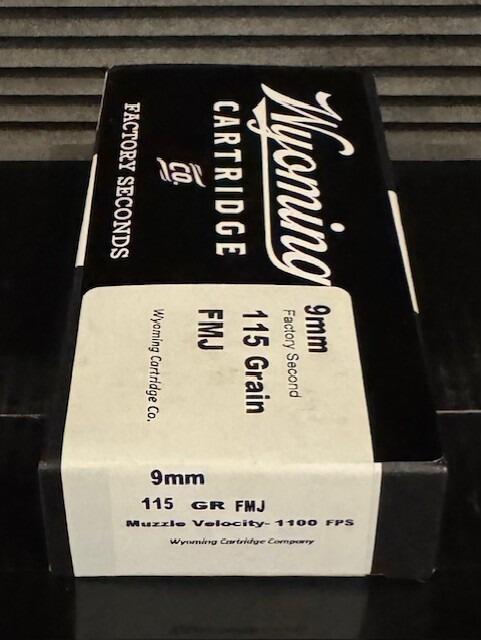 Wyoming
CARTRIDGE
CO.
FACTORY SECONDS
9mm
Factory Second
115 Grain
FMJ
Wyoming Cartridge Co.
9mm
115 GR FMJ
Muzzle Velocity- 1100 FPS
Wyoming Cartridge Company